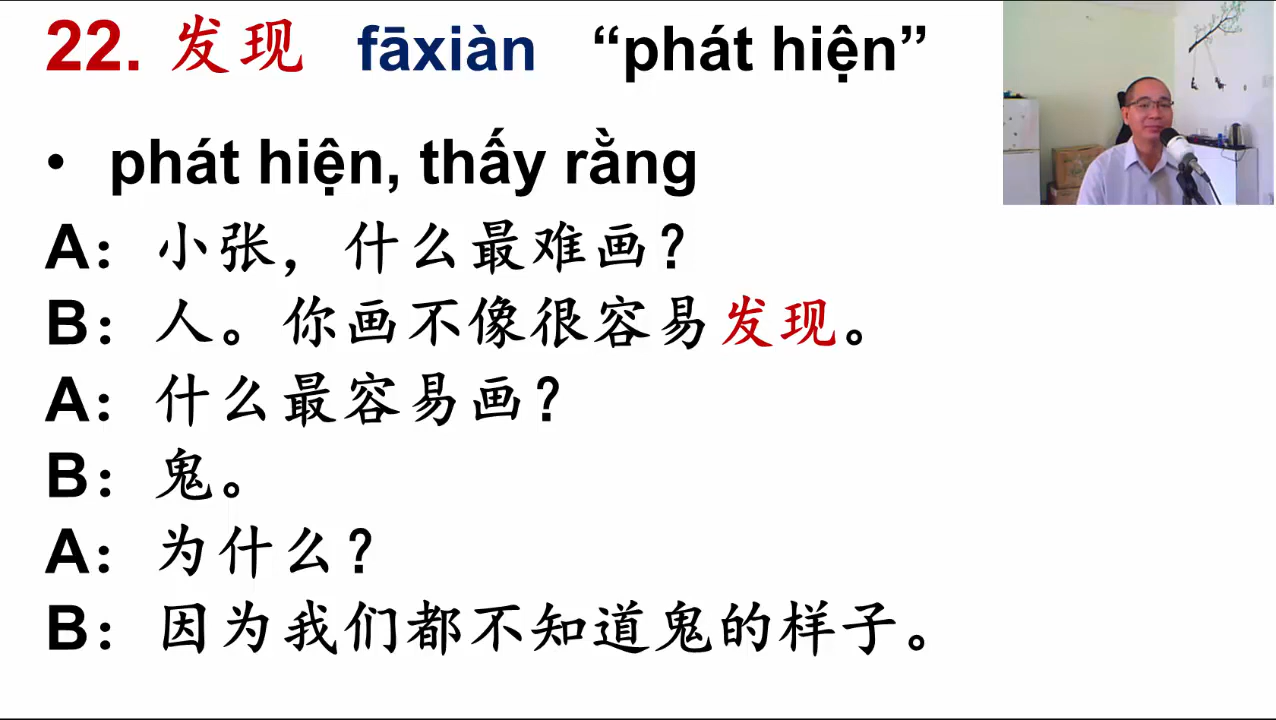 22. 发现 fāxiàn “phát hiện”
• phát hiện, thấy rằng
A：小张，什么最难画？
B：人。你画不像很容易发现。
A：什么最容易画？
B：鬼。
A：为什么？
B：因为我们都不知道鬼的样子。